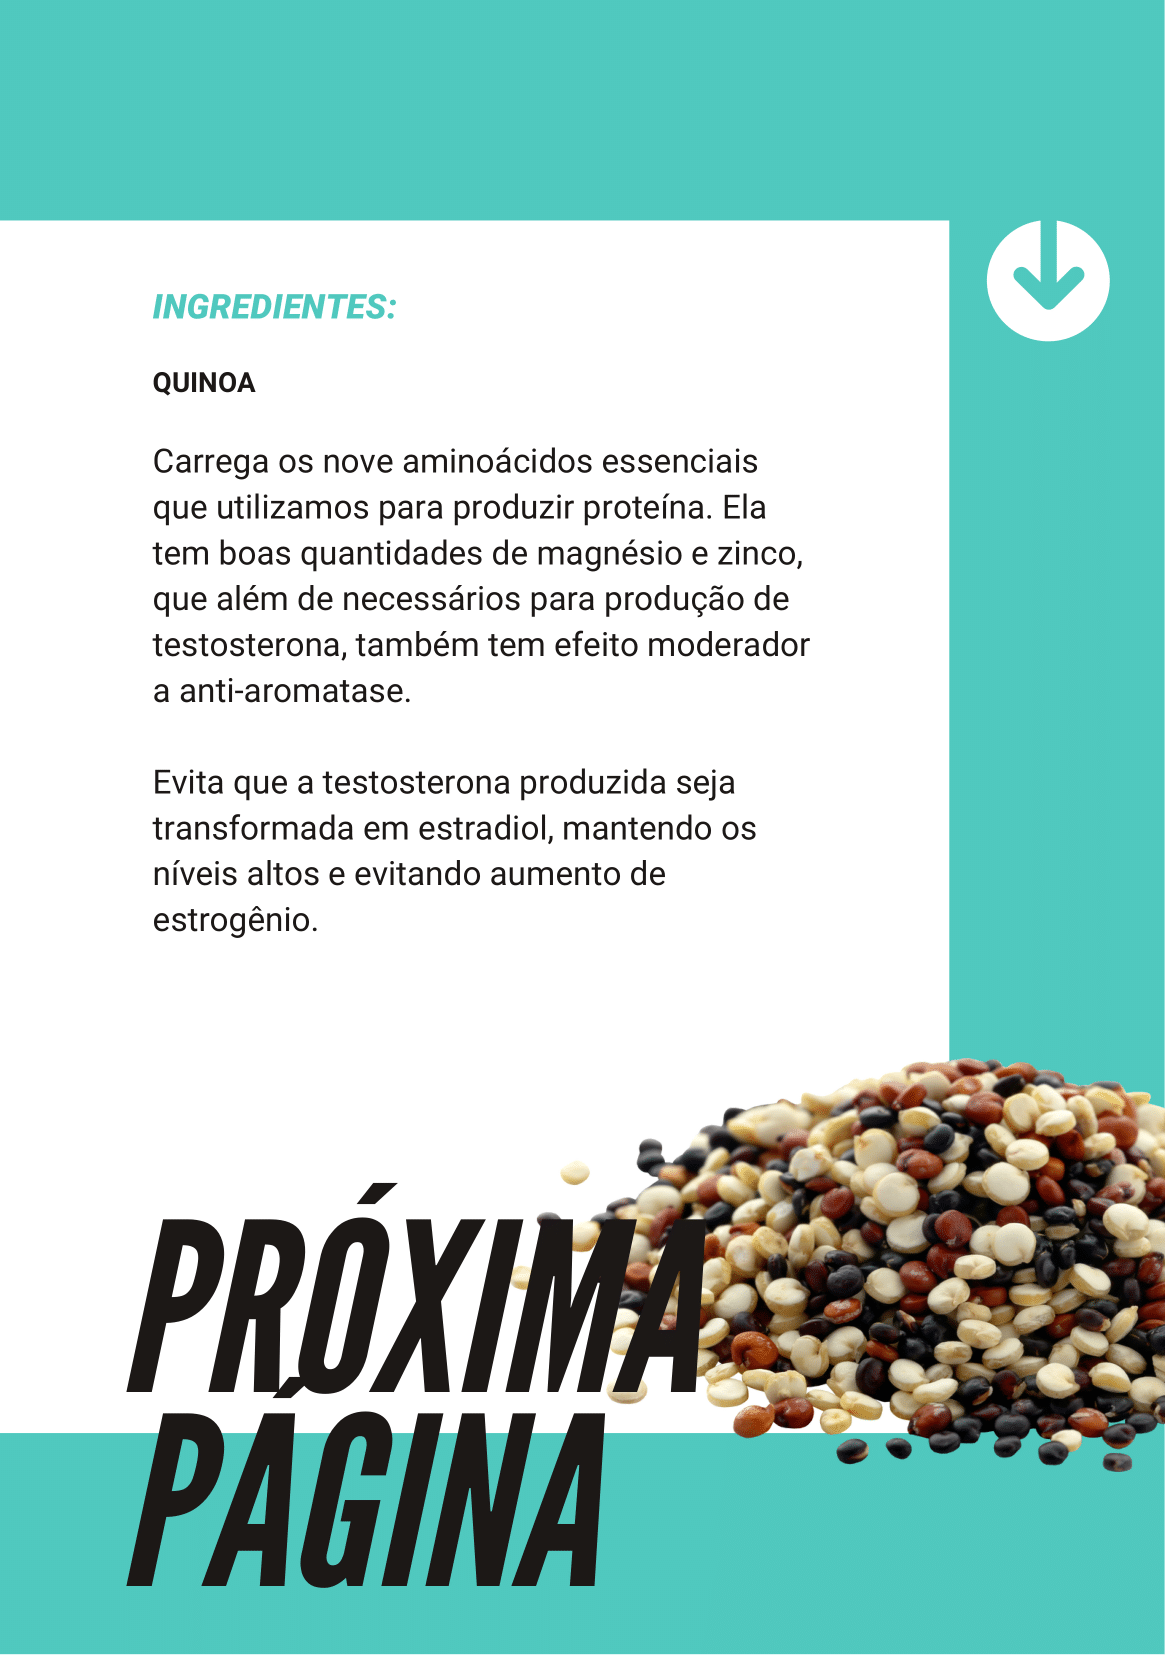 INGREDIENTES:
QUINOA
Carrega os nove aminoácidos essenciais
que utilizamos para produzir proteína. Ela
tem boas quantidades de magnésio e zinco,
que além de necessários para produção de
testosterona, também tem efeito moderador
a anti-aromatase.
Evita que a testosterona produzida seja
transformada em estradiol, mantendo os
níveis altos e evitando aumento de
estrogênio.
PRÓXIMA
PÁGINA